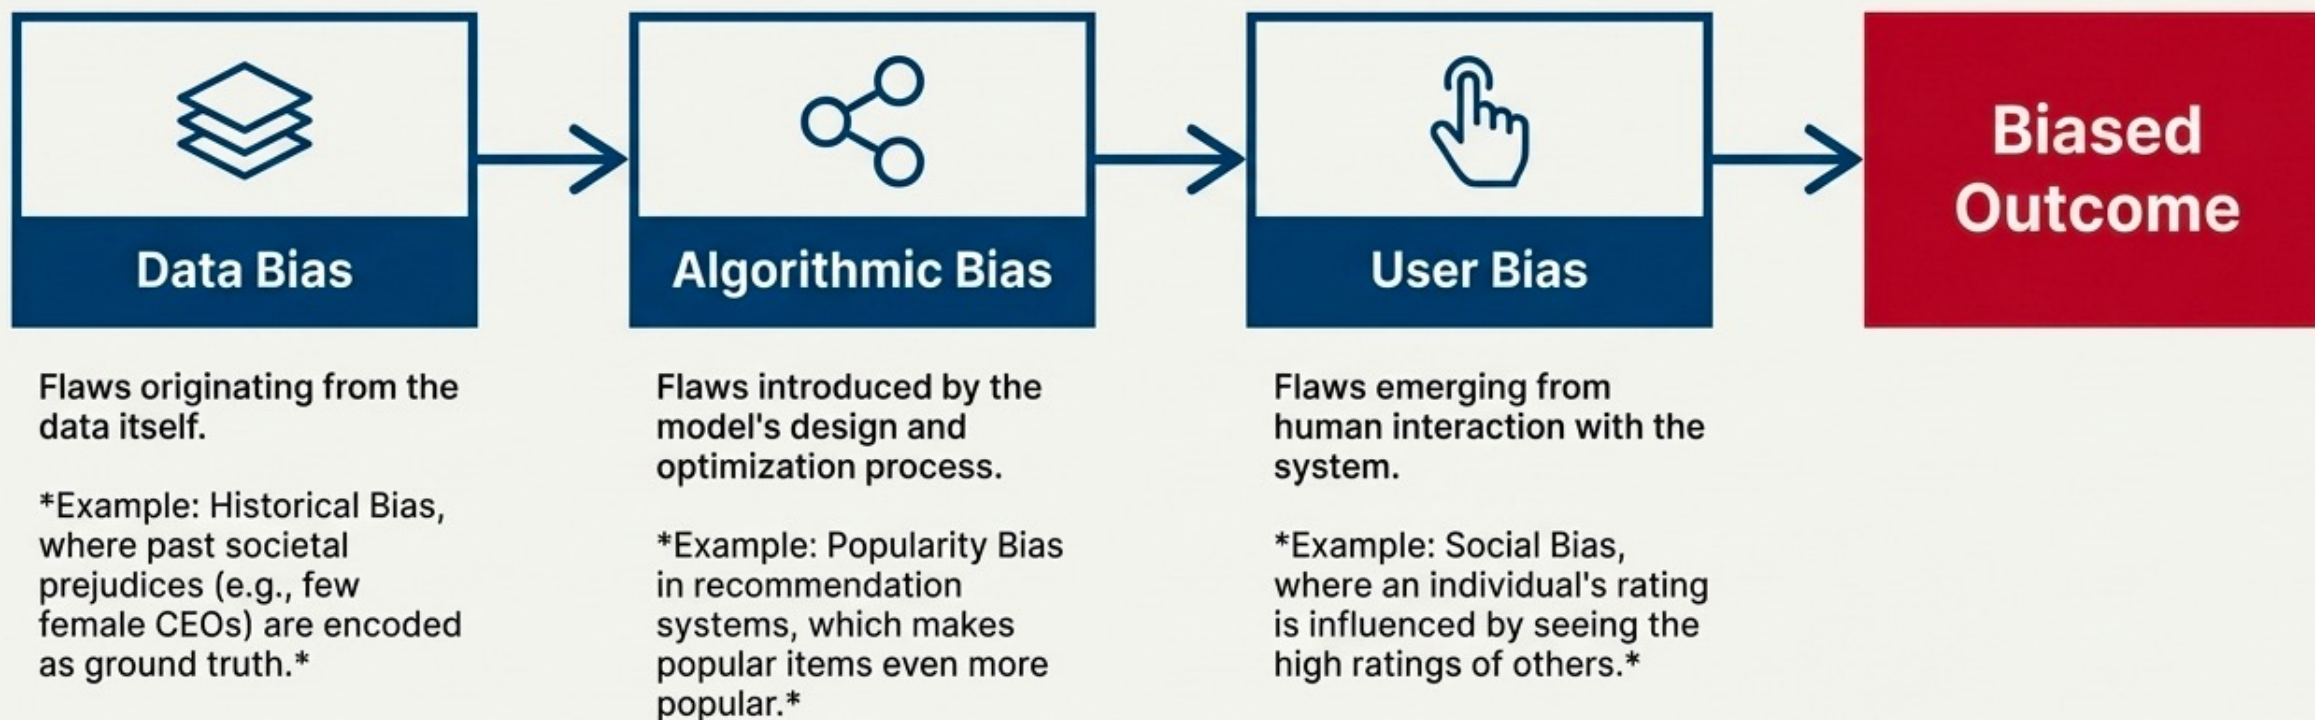 Data Bias
Flaws originating from the
data itself.
*Example: Historical Bias,
where past societal
prejudices (e.g., few
female CEOs) are encoded
as ground truth.*
Algorithmic Bias
Flaws introduced by the
model's design and
optimization process.
*Example: Popularity Bias
in recommendation
systems, which makes
popular items even more
popular.*
User Bias
Flaws emerging from
human interaction with the
system.
*Example: Social Bias,
where an individual's rating
is influenced by seeing the
high ratings of others.*
Biased
Outcome